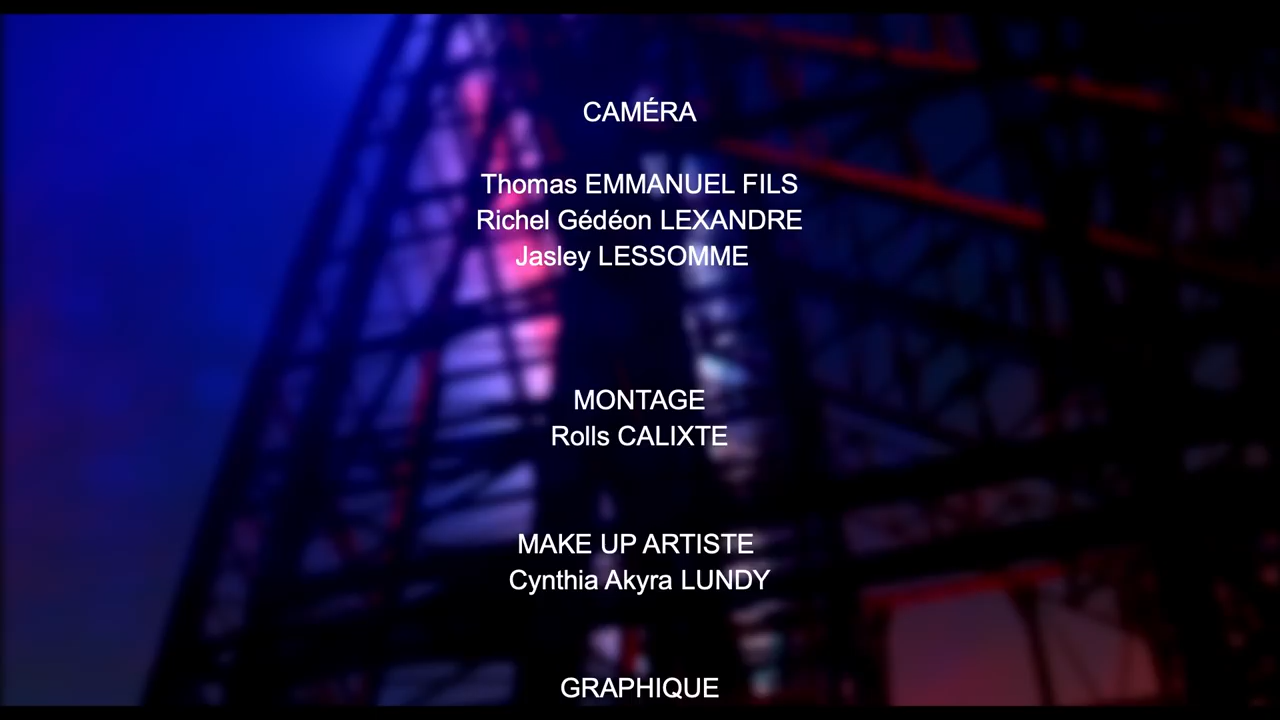 CAMÉRA
Thomas EMMANUEL FILS
Richel Gédéon LEXANDRE
Jasley LESSOMME
MONTAGE
Rolls CALIXTE
MAKE UP ARTISTE
Cynthia Akyra LUNDY
GRAPHIQUE